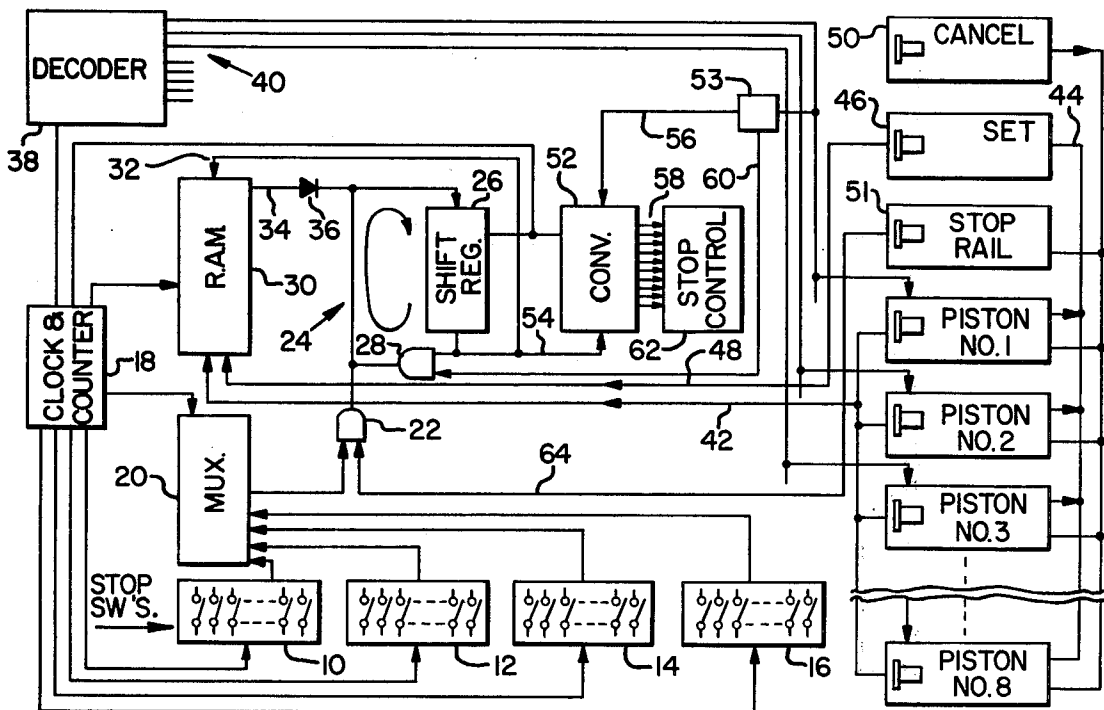 DECODER
40
38
32
34
36
26
SHIFT REG.
R.A.M.
30
24
28
52
CONV.
54
56
53
60
58
STOP CONTROL
62
48
42
CLOCK & COUNTER
18
20
MUX.
22
64
STOP SW'S.
10
12
14
16
50
CANCEL
46
SET
44
51
STOP RAIL
PISTON NO.1
PISTON NO.2
PISTON NO.3
PISTON NO.8